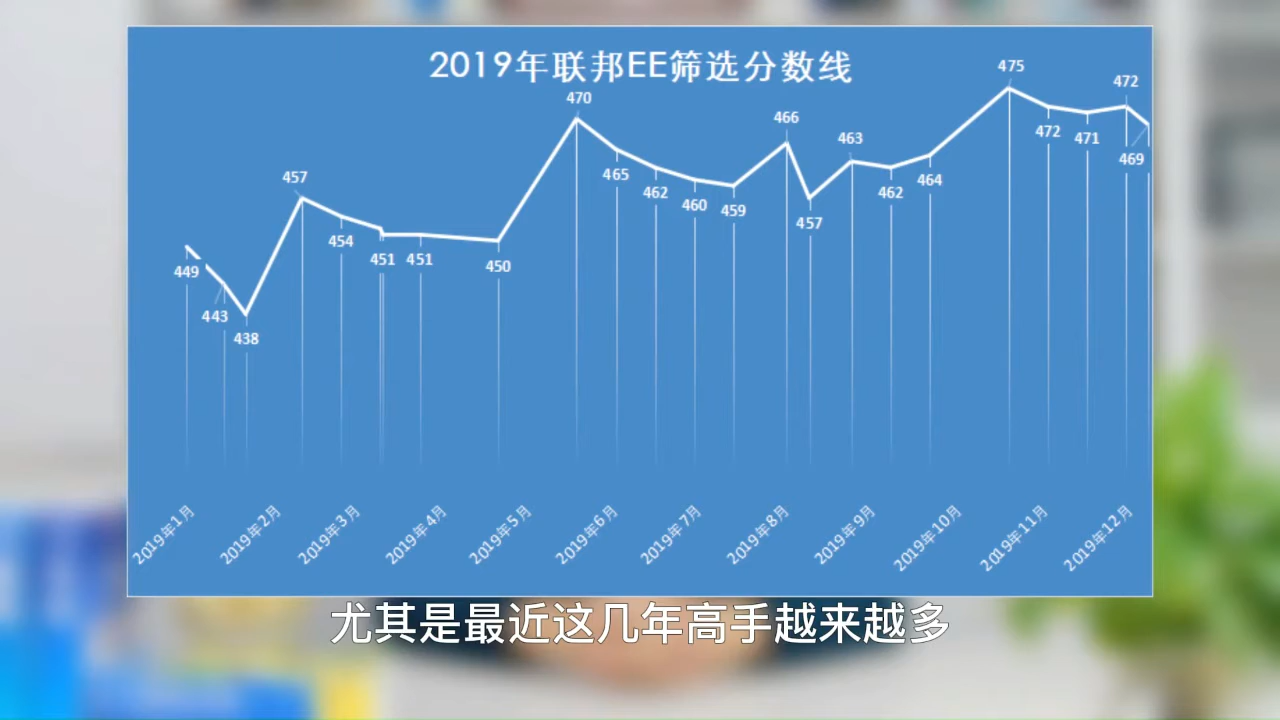 2019年联邦EE筛选分数线
475
472
470
466
463
457
472
471
469
465
462
464
462
460
459
457
454
451
451
450
449
443
438
2019年1月
2019年2月
2019年3月
2019年4月
2019年5月
2019年6月
2019年7月
2019年8月
2019年9月
2019年10月
2019年11月
2019年12月
尤其是最近这几年高手越来越多